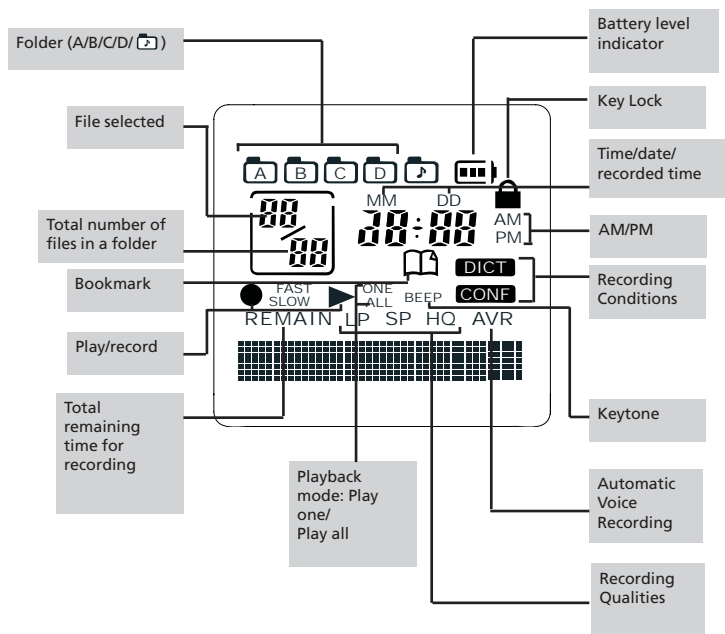 Folder (A/B/C/D/ )
File selected
Total number of
files in a folder
Bookmark
Play/record
Total
remaining
time for
recording
A B C D
MM DD
88 28:88
88
AM
PM
DICT
CONF
FAST
SLOW
ONE
ALL
BEEP
REMAIN LP SP HQ AVR
Playback
mode: Play
one/
Play all
Battery level
indicator
Key Lock
Time/date/
recorded time
AM/PM
Recording
Conditions
Keytone
Automatic
Voice
Recording
Recording
Qualities